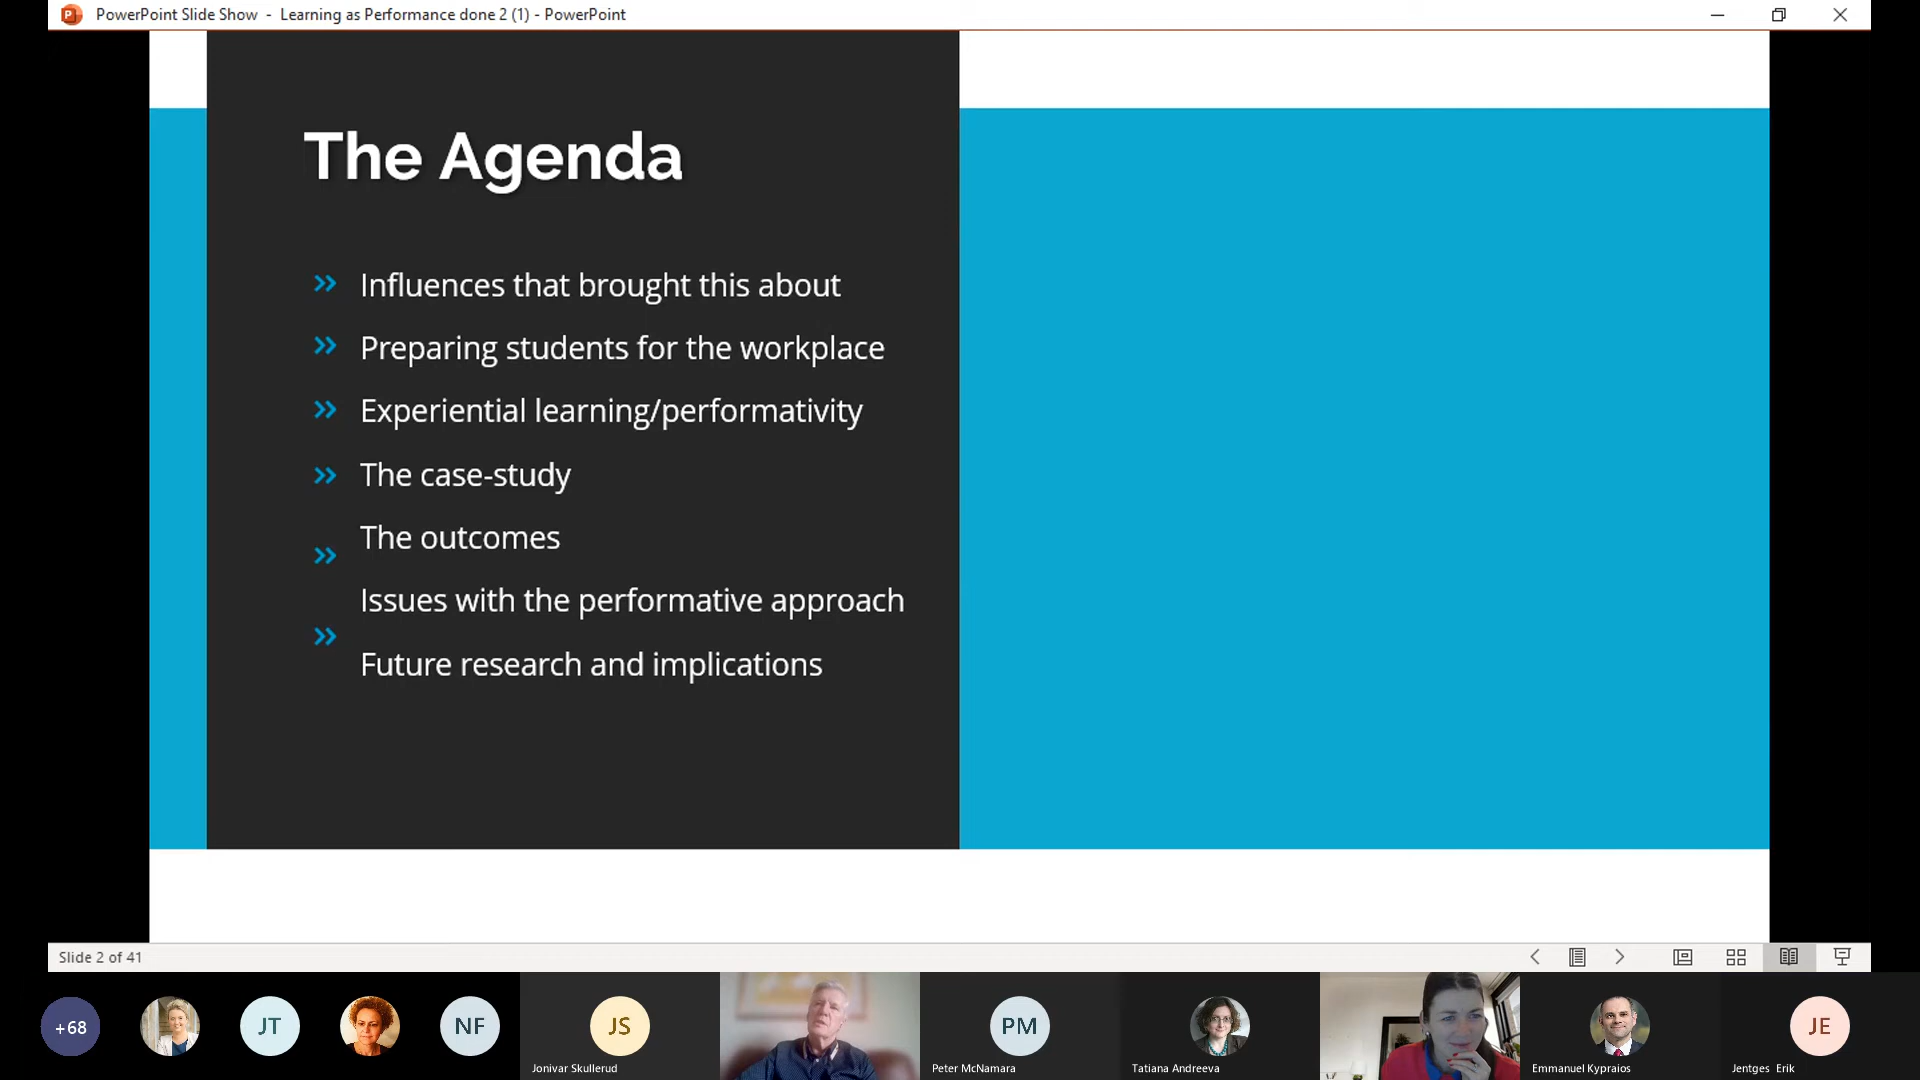 PowerPoint Slide Show - Learning as Performance done 2 (1) - PowerPoint
The Agenda
Influences that brought this about
Preparing students for the workplace
Experiential learning/performativity
The case-study
The outcomes
Issues with the performative approach
Future research and implications
Slide 2 of 41
+68
JT
NF
JS
PM
JE
Jonivar Skullerud
Peter McNamara
Tatiana Andreeva
Emmanuel Kypraios
Jentges Erik